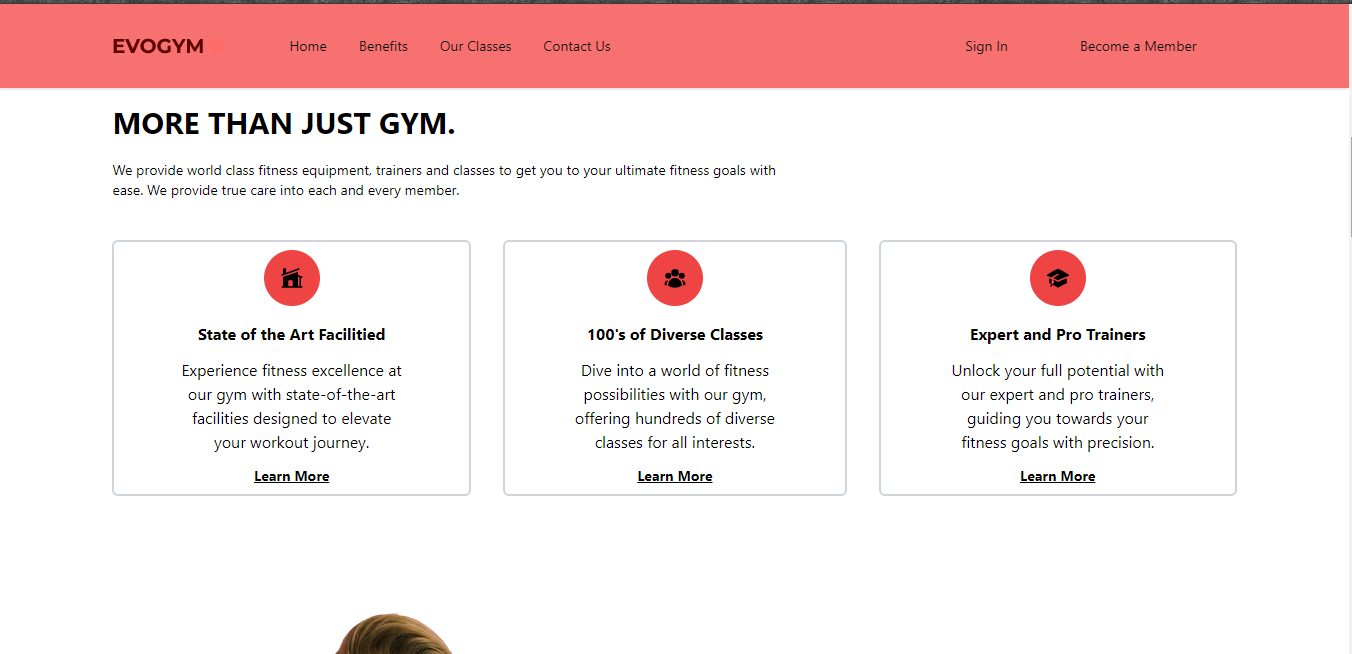 EVOGYM Home Benefits Our Classes Contact Us Sign In Become a Member
MORE THAN JUST GYM.
We provide world class fitness equipment, trainers and classes to get you to your ultimate fitness goals with
ease. We provide true care into each and every member.
State of the Art Facilitied
Experience fitness excellence at
our gym with state-of-the-art
facilities designed to elevate
your workout journey.
Learn More
100's of Diverse Classes
Dive into a world of fitness
possibilities with our gym,
offering hundreds of diverse
classes for all interests.
Learn More
Expert and Pro Trainers
Unlock your full potential with
our expert and pro trainers,
guiding you towards your
fitness goals with precision.
Learn More